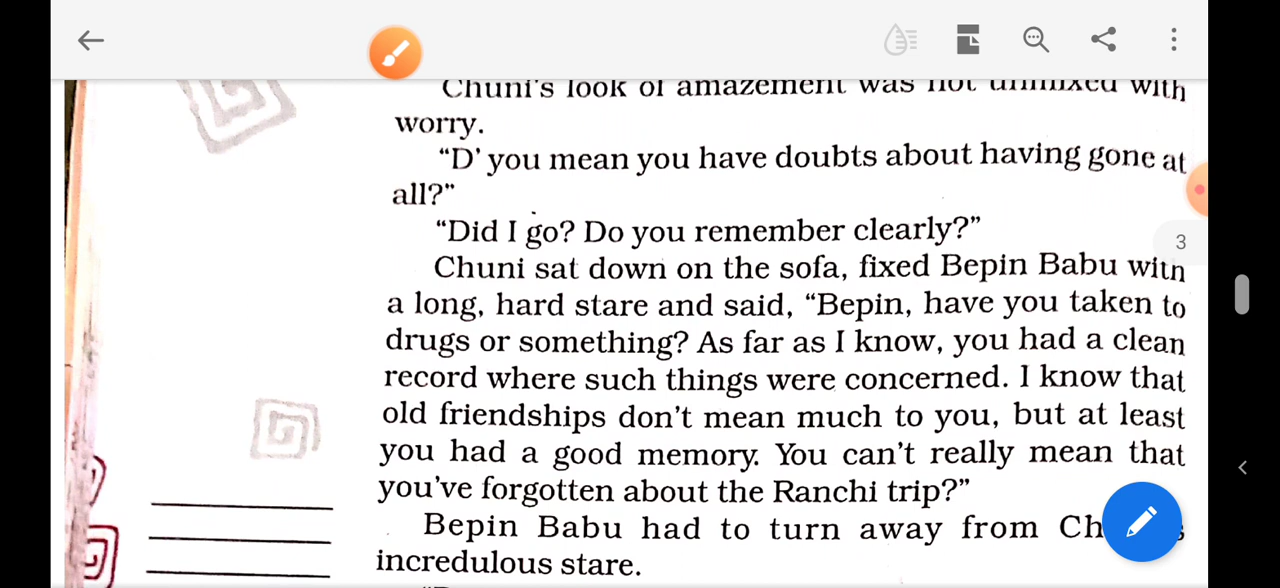 Chuni's look of amazement was not unmixed with
worry.
"D' you mean you have doubts about having gone at
all?"
"Did I go? Do you remember clearly?"
3
Chuni sat down on the sofa, fixed Bepin Babu with
a long, hard stare and said, "Bepin, have you taken to
drugs or something? As far as I know, you had a clean
record where such things were concerned. I know that
old friendships don't mean much to you, but at least
you had a good memory. You can't really mean that
you've forgotten about the Ranchi trip?"
Bepin Babu had to turn away from
incredulous stare.